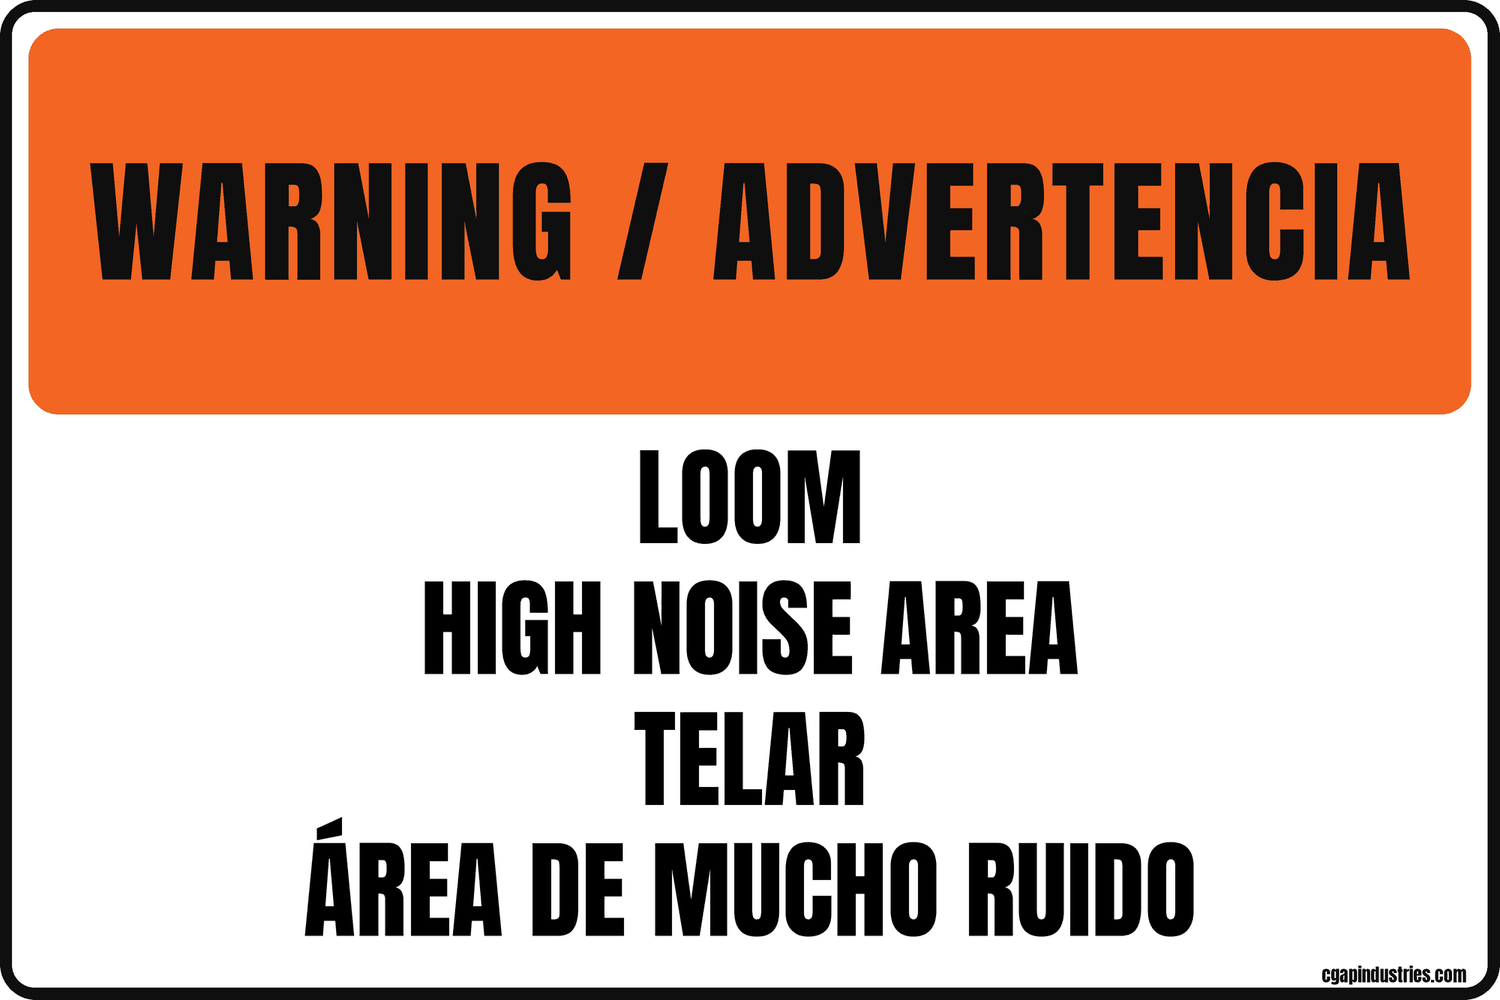 WARNING / ADVERTENCIA
LOOM
HIGH NOISE AREA
TELAR
ÁREA DE MUCHO RUIDO
cgapindustries.com